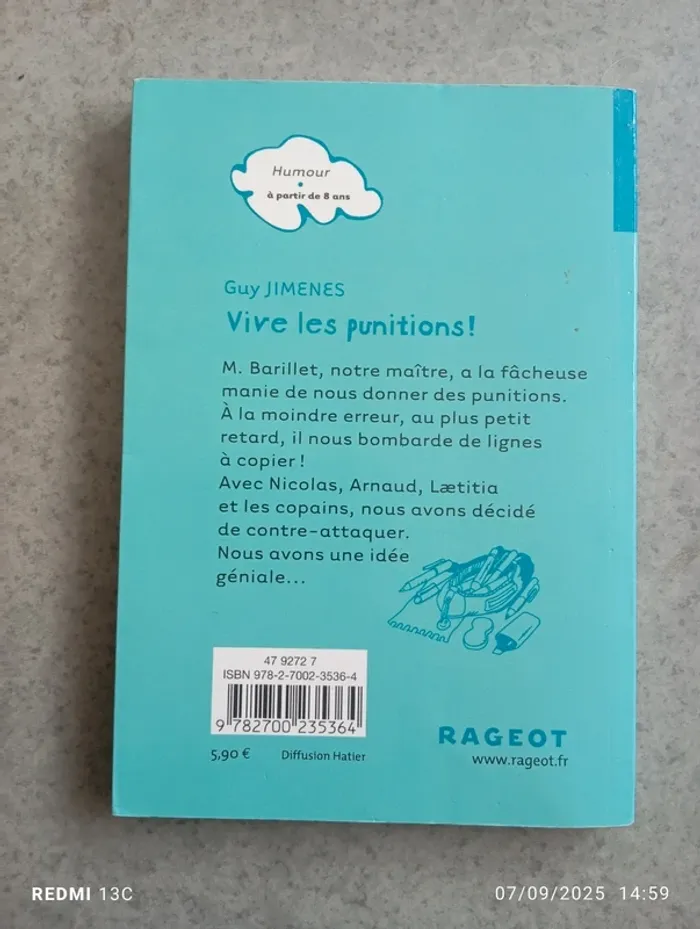 Humour
à partir de 8 ans
Guy JIMENES
Vive les punitions!
M. Barillet, notre maître, a la fâcheuse
manie de nous donner des punitions.
À la moindre erreur, au plus petit
retard, il nous bombarde de lignes
à copier !
Avec Nicolas, Arnaud, Lætitia
et les copains, nous avons décidé
de contre-attaquer.
Nous avons une idée
géniale...
47 9272 7
ISBN 978-2-7002-3536-4
9 782700 235364
5,90 € Diffusion Hatier
RAGEOT
www.rageot.fr
REDMI 13C
07/09/2025 14:59